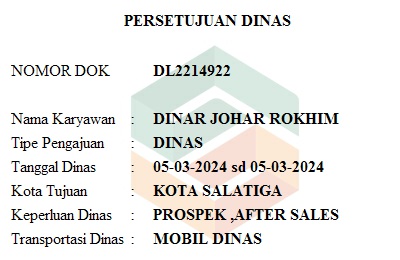 PERSETUJUAN DINAS
NOMOR DOK DL2214922
Nama Karyawan : DINAR JOHAR ROKHIM
Tipe Pengajuan : DINAS
Tanggal Dinas : 05-03-2024 sd 05-03-2024
Kota Tujuan : KOTA SALATIGA
Keperluan Dinas : PROSPEK ,AFTER SALES
Transportasi Dinas : MOBIL DINAS